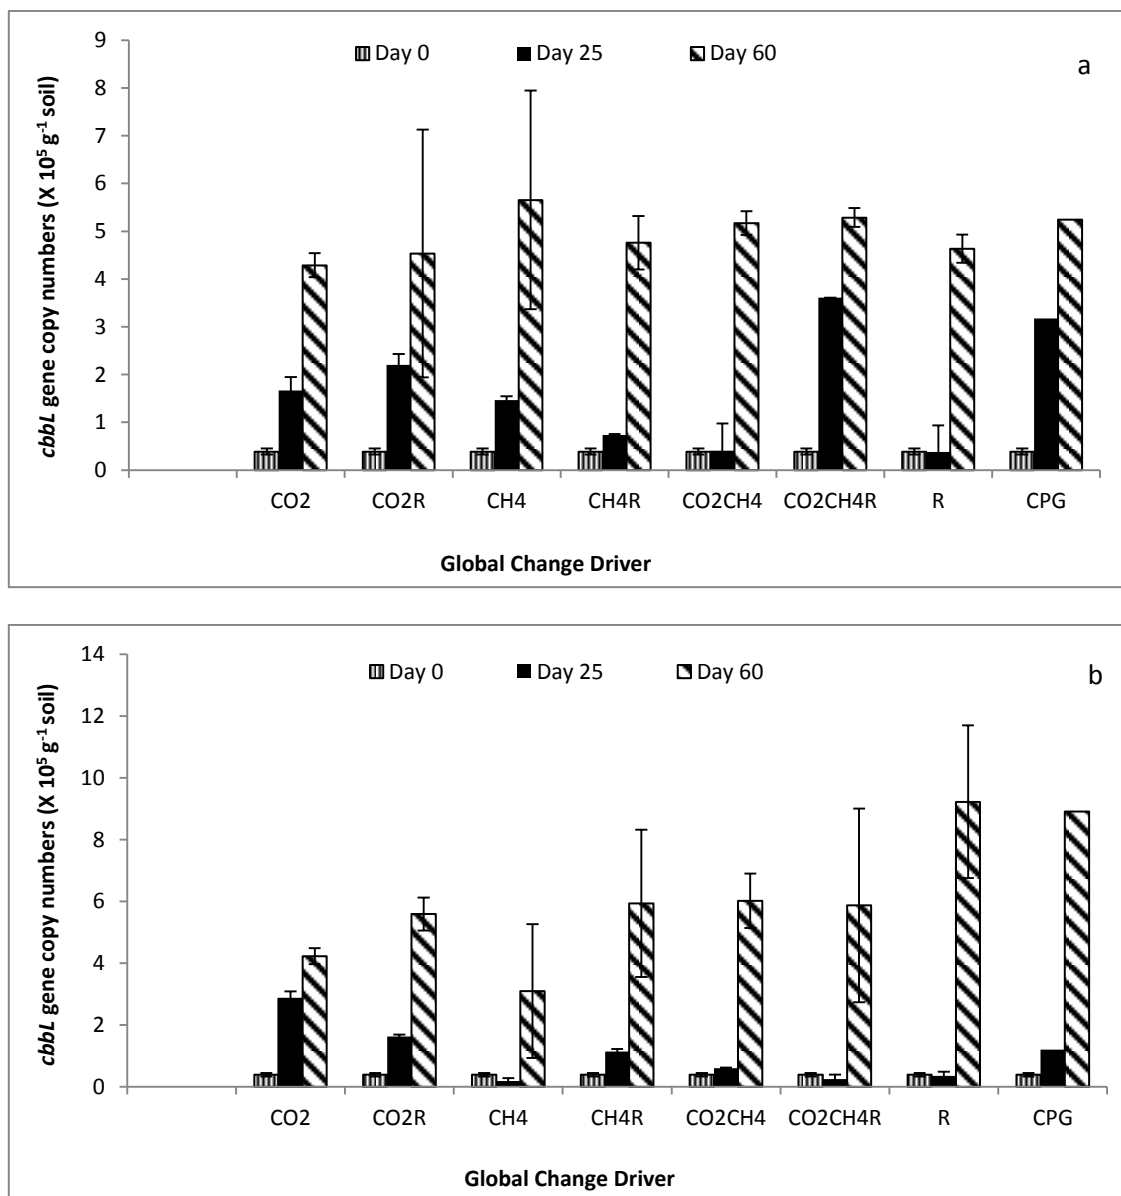 a
Day 0 Day 25 Day 60
cbbL gene copy numbers (X 10⁵ g⁻¹ soil)
9
8
7
6
5
4
3
2
1
0
CO2 CO2R CH4 CH4R CO2CH4 CO2CH4R R CPG
Global Change Driver
b
Day 0 Day 25 Day 60
cbbL gene copy numbers (X 10⁵ g⁻¹ soil)
14
12
10
8
6
4
2
0
CO2 CO2R CH4 CH4R CO2CH4 CO2CH4R R CPG
Global Change Driver